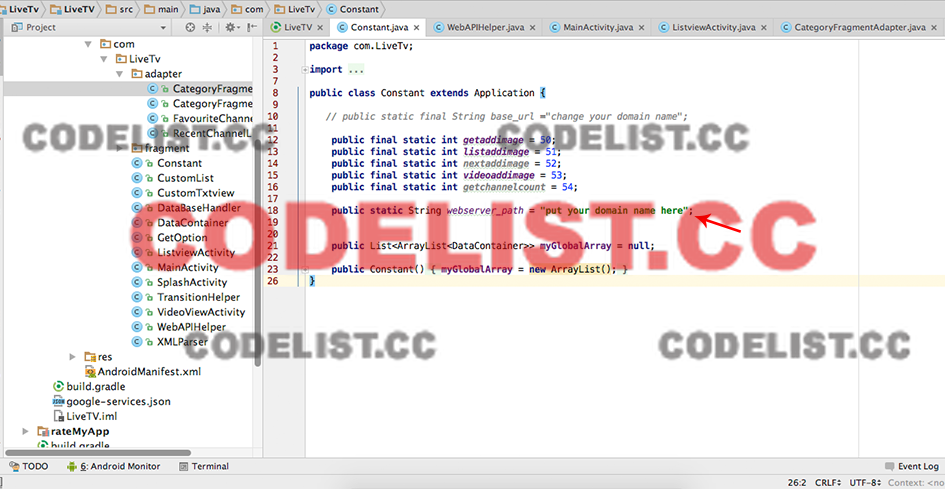 LiveTv LiveTv src main java com LiveTv Constant
Project LiveTV Constant.java WebAPIHelper.java MainActivity.java ListviewActivity.java CategoryFragmentAdapter.java
com
LiveTv
adapter
CategoryFragme
CategoryFragme
FavouriteChanne
RecentChannelL
fragment
Constant
CustomList
CustomTxtview
DataBaseHandler
DataContainer
GetOption
ListviewActivity
MainActivity
SplashActivity
TransitionHelper
VideoViewActivity
WebAPIHelper
XMLParser
res
AndroidManifest.xml
build.gradle
google-services.json
LiveTV.iml
rateMyApp
build.gradle
1 package com.LiveTv;
2
3 import ...
7
8 public class Constant extends Application {
9
10 // public static final String base_url ="change your domain name";
11
12 public final static int getaddimage = 50;
13 public final static int listaddimage = 51;
14 public final static int nextaddimage = 52;
15 public final static int videoaddimage = 53;
16 public final static int getchannelcount = 54;
17
18 public static String webserver_path = "put your domain name here";
19
20
21 public List<ArrayList<DataContainer>> myGlobalArray = null;
22
23 public Constant() { myGlobalArray = new ArrayList(); }
26 }
CODELIST.CC
CODELIST.CC
CODELIST.CC
CODELIST.CC
CODELIST.CC
TODO 6: Android Monitor Terminal Event Log
26:2 CRLF UTF-8 Context: <no